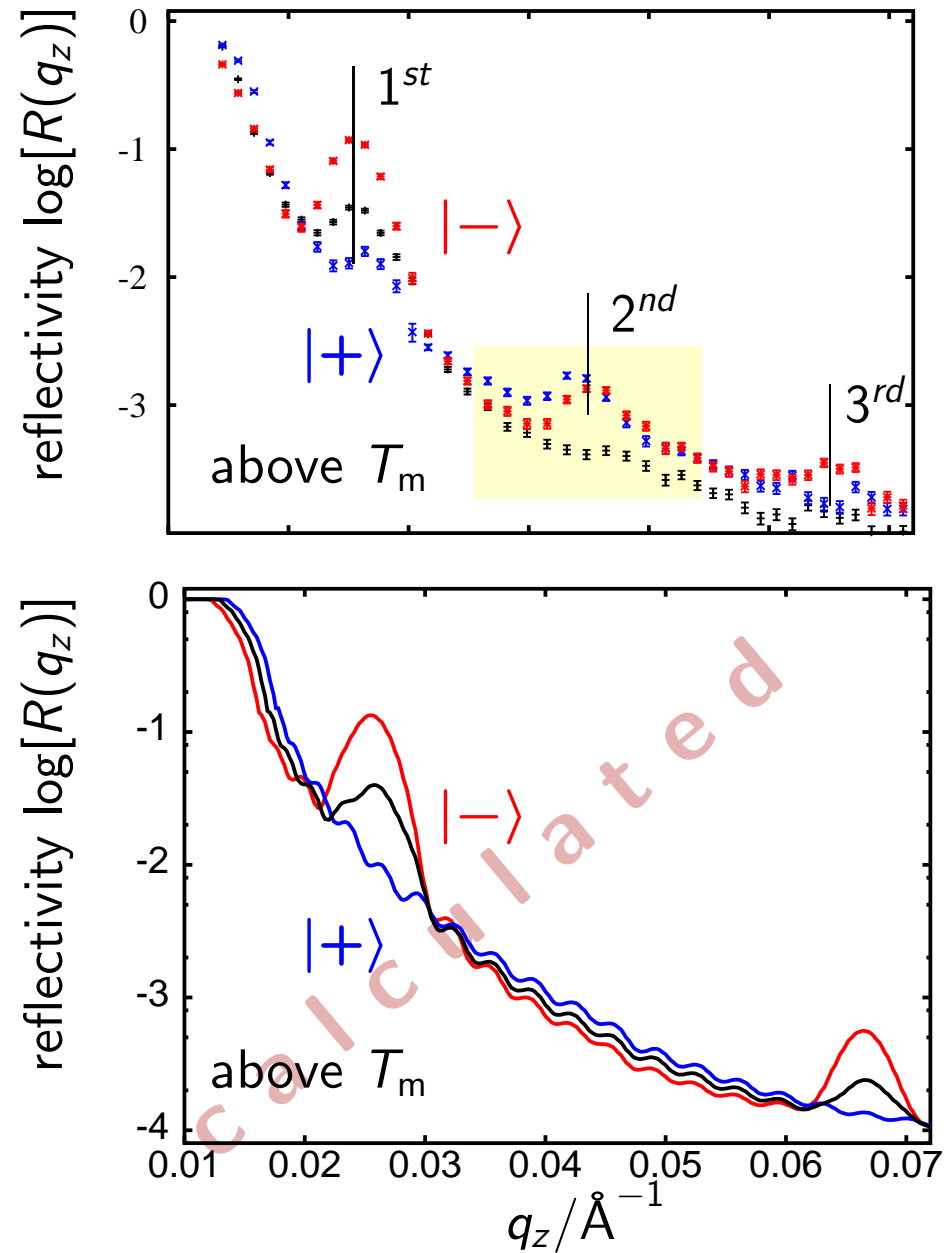 reflectivity log[R(q_z)]
0
-1
-2
-3
1^st
2^nd
3^rd
|−⟩
|+⟩
above T_m
reflectivity log[R(q_z)]
0
-1
-2
-3
-4
|−⟩
|+⟩
above T_m
calculated
0.01 0.02 0.03 0.04 0.05 0.06 0.07
q_z/Å^−1